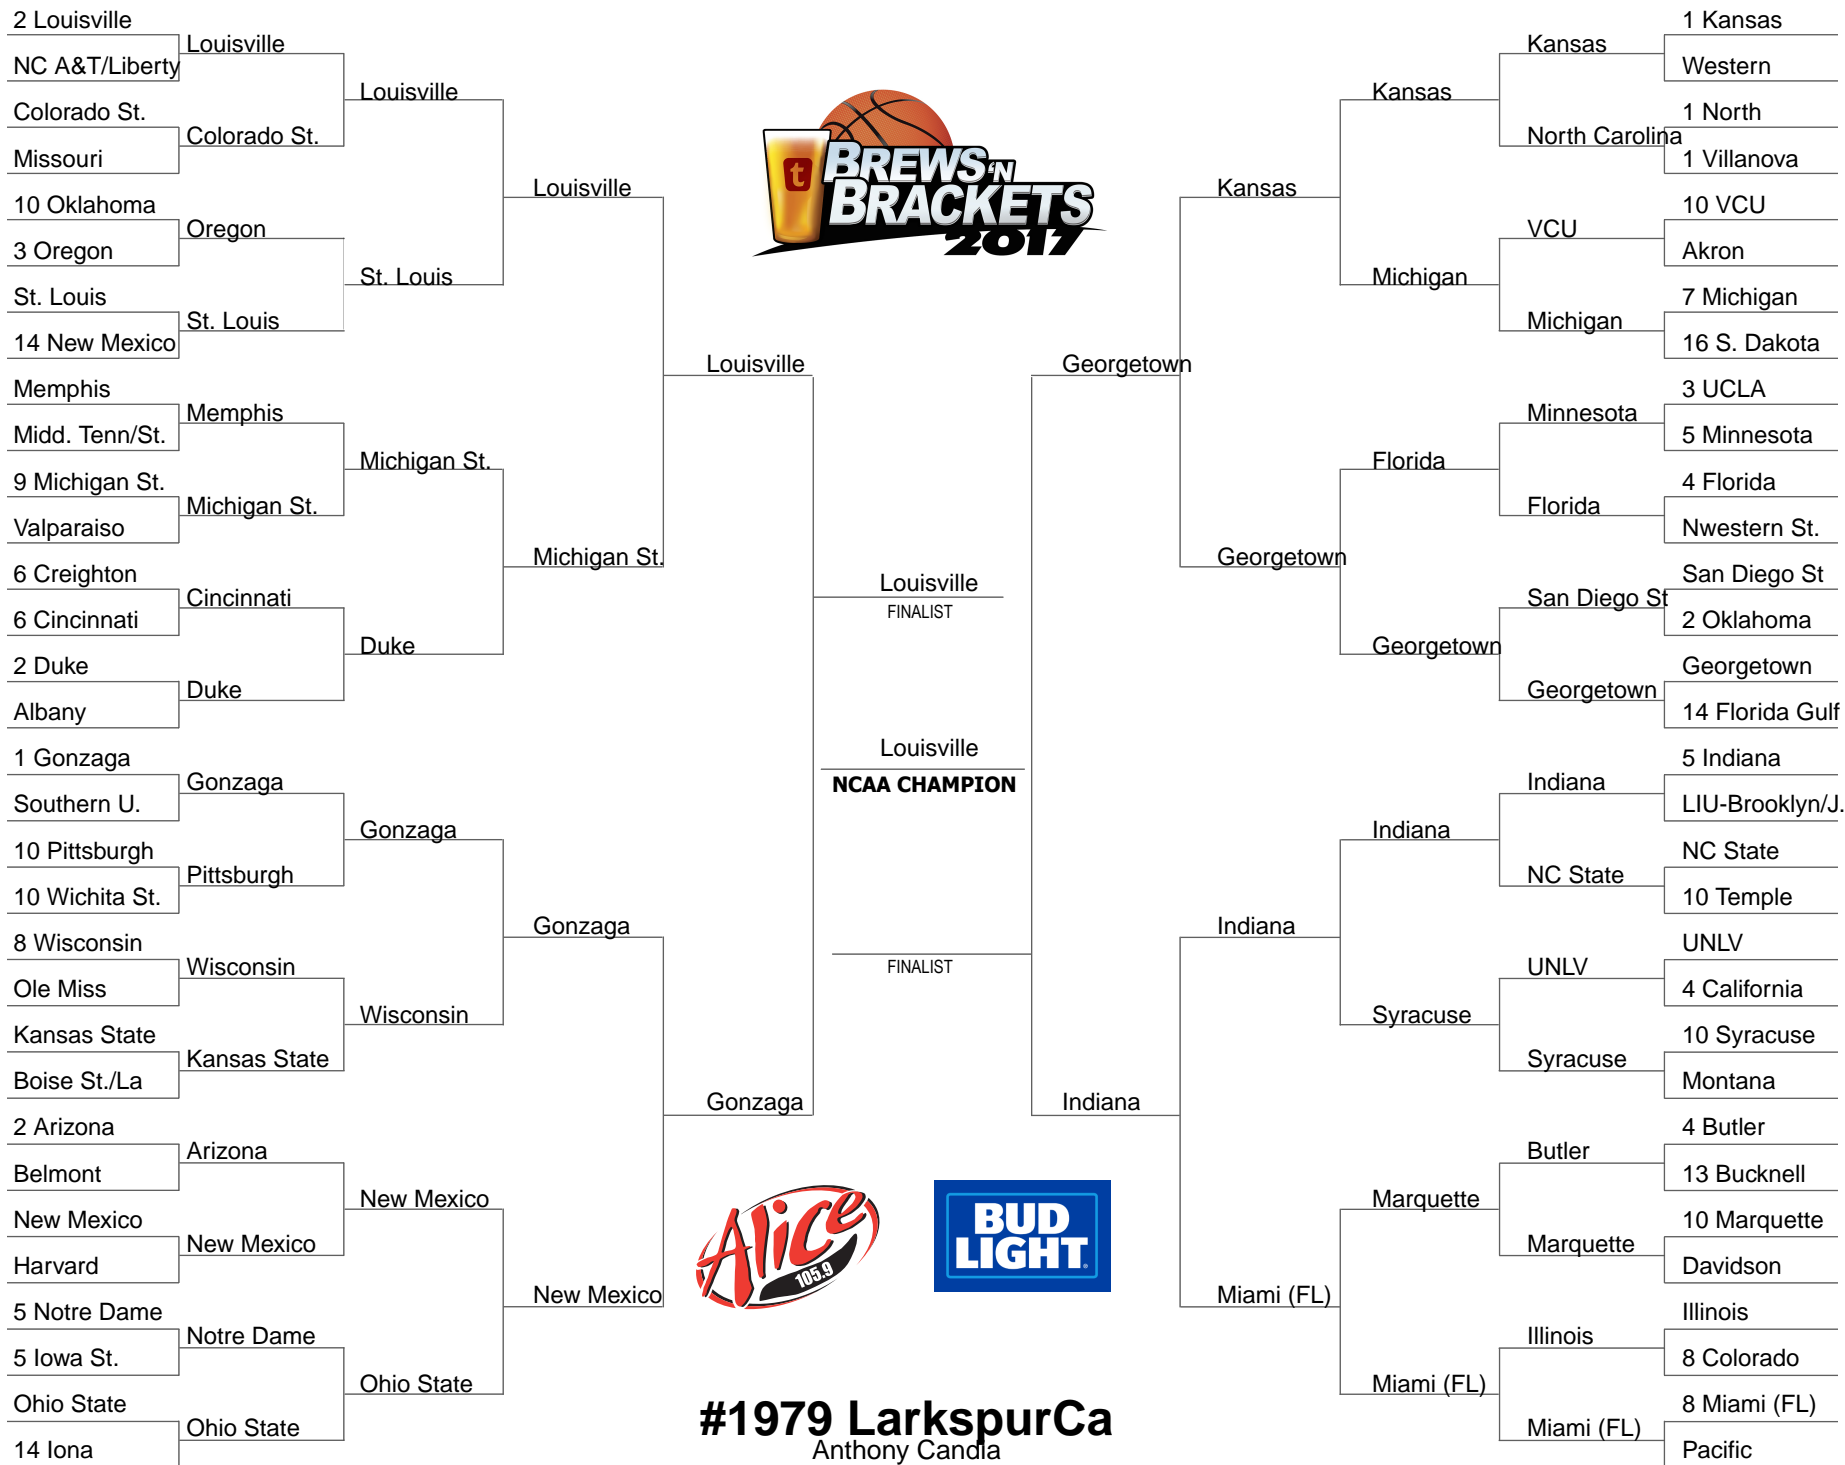 2 Louisville
NC A&T/Liberty
Colorado St.
Missouri
10 Oklahoma
3 Oregon
St. Louis
14 New Mexico
Memphis
Midd. Tenn/St.
9 Michigan St.
Valparaiso
6 Creighton
6 Cincinnati
2 Duke
Albany
1 Gonzaga
Southern U.
10 Pittsburgh
10 Wichita St.
8 Wisconsin
Ole Miss
Kansas State
Boise St./La
2 Arizona
Belmont
New Mexico
Harvard
5 Notre Dame
5 Iowa St.
Ohio State
14 Iona
Louisville
Colorado St.
Oregon
St. Louis
Memphis
Michigan St.
Cincinnati
Duke
Gonzaga
Pittsburgh
Wisconsin
Kansas State
Arizona
New Mexico
Notre Dame
Ohio State
Louisville
St. Louis
Michigan St.
Duke
Gonzaga
Wisconsin
New Mexico
Ohio State
Louisville
Michigan St.
Gonzaga
New Mexico
Louisville
Gonzaga
t
BREWS 'N
BRACKETS
2017
Louisville
FINALIST
Louisville
NCAA CHAMPION
FINALIST
Alice
105.9
BUD
LIGHT
#1979 LarkspurCa
Anthony Candia
Georgetown
Indiana
Kansas
Georgetown
Indiana
Miami (FL)
Kansas
Michigan
Florida
Georgetown
Indiana
Syracuse
Marquette
Miami (FL)
Kansas
North Carolina
VCU
Michigan
Minnesota
Florida
San Diego St
Georgetown
Indiana
NC State
UNLV
Syracuse
Butler
Marquette
Illinois
Miami (FL)
1 Kansas
Western
1 North
1 Villanova
10 VCU
Akron
7 Michigan
16 S. Dakota
3 UCLA
5 Minnesota
4 Florida
Nwestern St.
San Diego St
2 Oklahoma
Georgetown
14 Florida Gulf
5 Indiana
LIU-Brooklyn/J.
NC State
10 Temple
UNLV
4 California
10 Syracuse
Montana
4 Butler
13 Bucknell
10 Marquette
Davidson
Illinois
8 Colorado
8 Miami (FL)
Pacific